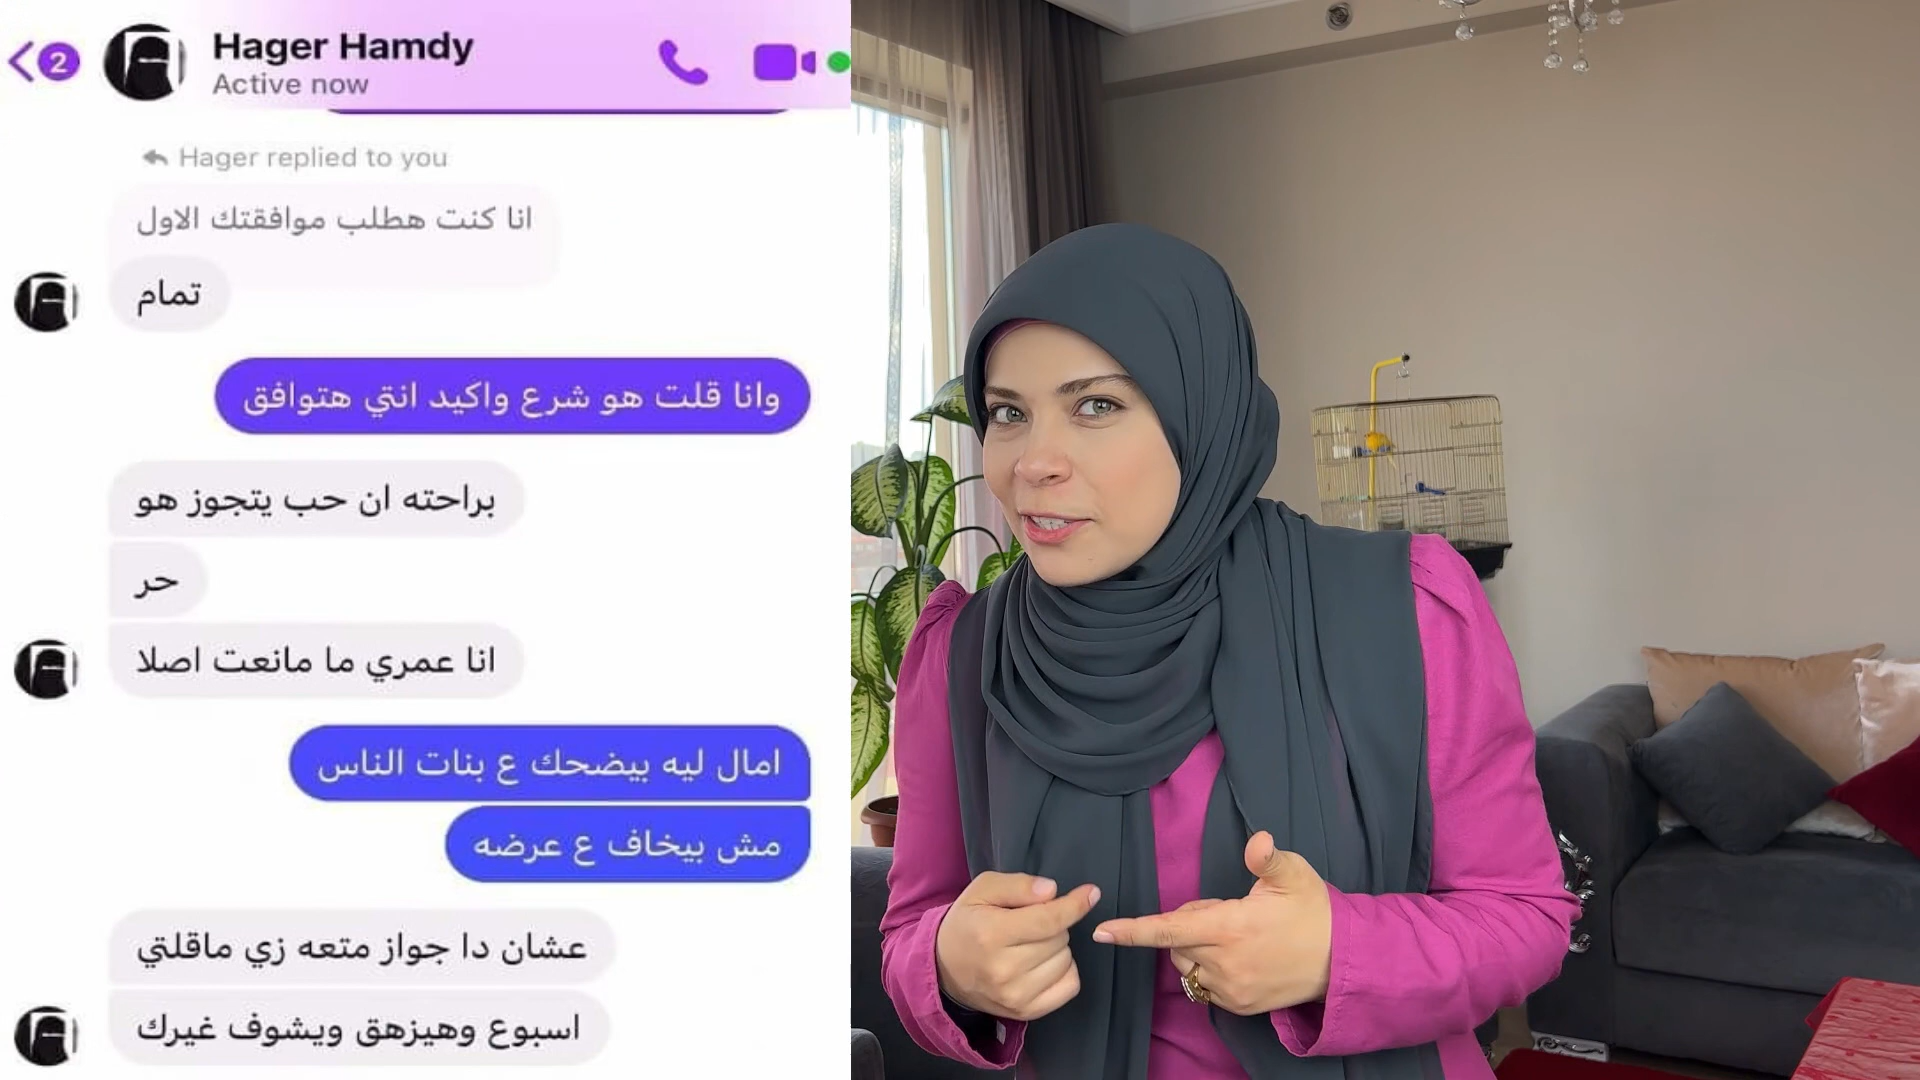 2
Hager Hamdy
Active now
Hager replied to you
انا كنت هطلب موافقتك الاول
تمام
وانا قلت هو شرع واكيد انتي هتوافق
براحته ان حب يتجوز هو
حر
انا عمري ما مانعت اصلا
امال ليه بيضحك ع بنات الناس
مش بيخاف ع عرضه
عشان دا جواز متعه زي ماقلتي
اسبوع وهيزهق ويشوف غيرك